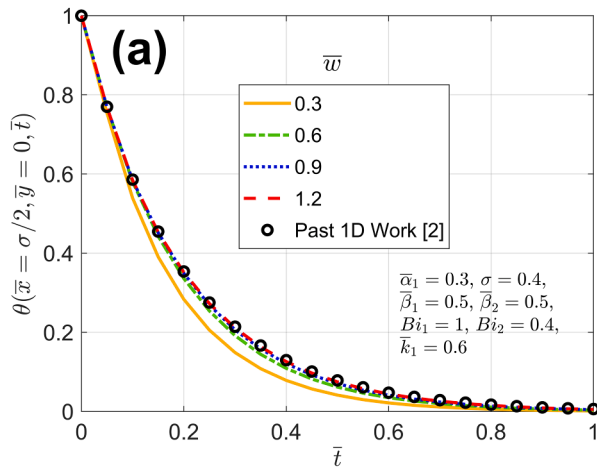 (a)
w̅
0.3
0.6
0.9
1.2
Past 1D Work [2]
α̅₁ = 0.3, σ = 0.4,
β̅₁ = 0.5, β̅₂ = 0.5,
Bi₁ = 1, Bi₂ = 0.4,
k̅₁ = 0.6
θ(x̅ = σ/2, y̅ = 0, t̅)
1
0.8
0.6
0.4
0.2
0
0 0.2 0.4 0.6 0.8 1
t̅